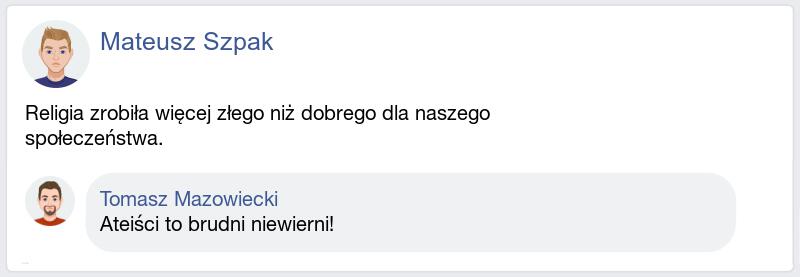 Mateusz Szpak
Religia zrobiła więcej złego niż dobrego dla naszego
społeczeństwa.
Tomasz Mazowiecki
Ateiści to brudni niewierni!